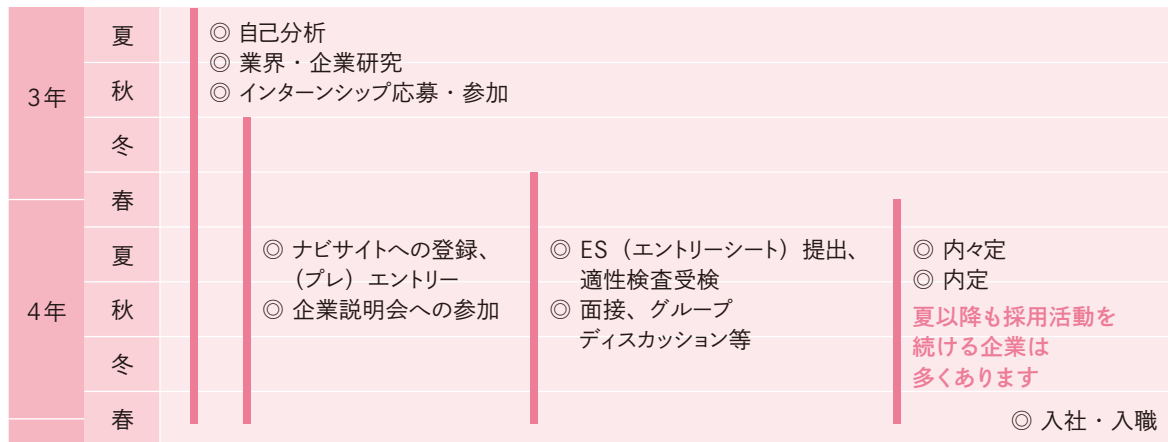 3年
夏
秋
冬
春
◎ 自己分析
◎ 業界・企業研究
◎ インターンシップ応募・参加
4年
夏
秋
冬
春
◎ ナビサイトへの登録、
（プレ）エントリー
◎ 企業説明会への参加
◎ ES（エントリーシート）提出、
適性検査受検
◎ 面接、グループ
ディスカッション等
◎ 内々定
◎ 内定
夏以降も採用活動を
続ける企業は
多くあります
◎ 入社・入職